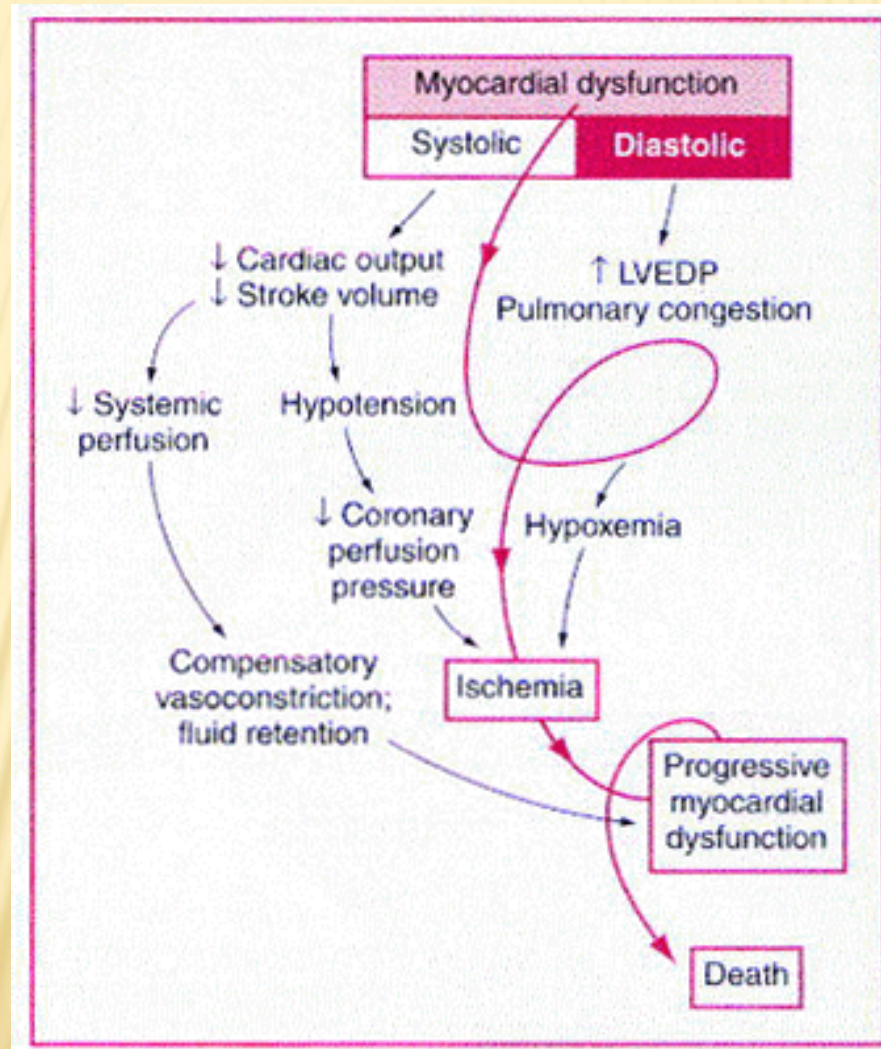 Myocardial dysfunction
Systolic
Diastolic
↓ Cardiac output
↓ Stroke volume
↑ LVEDP
Pulmonary congestion
↓ Systemic
perfusion
Hypotension
↓ Coronary
perfusion
pressure
Hypoxemia
Compensatory
vasoconstriction;
fluid retention
Ischemia
Progressive
myocardial
dysfunction
Death